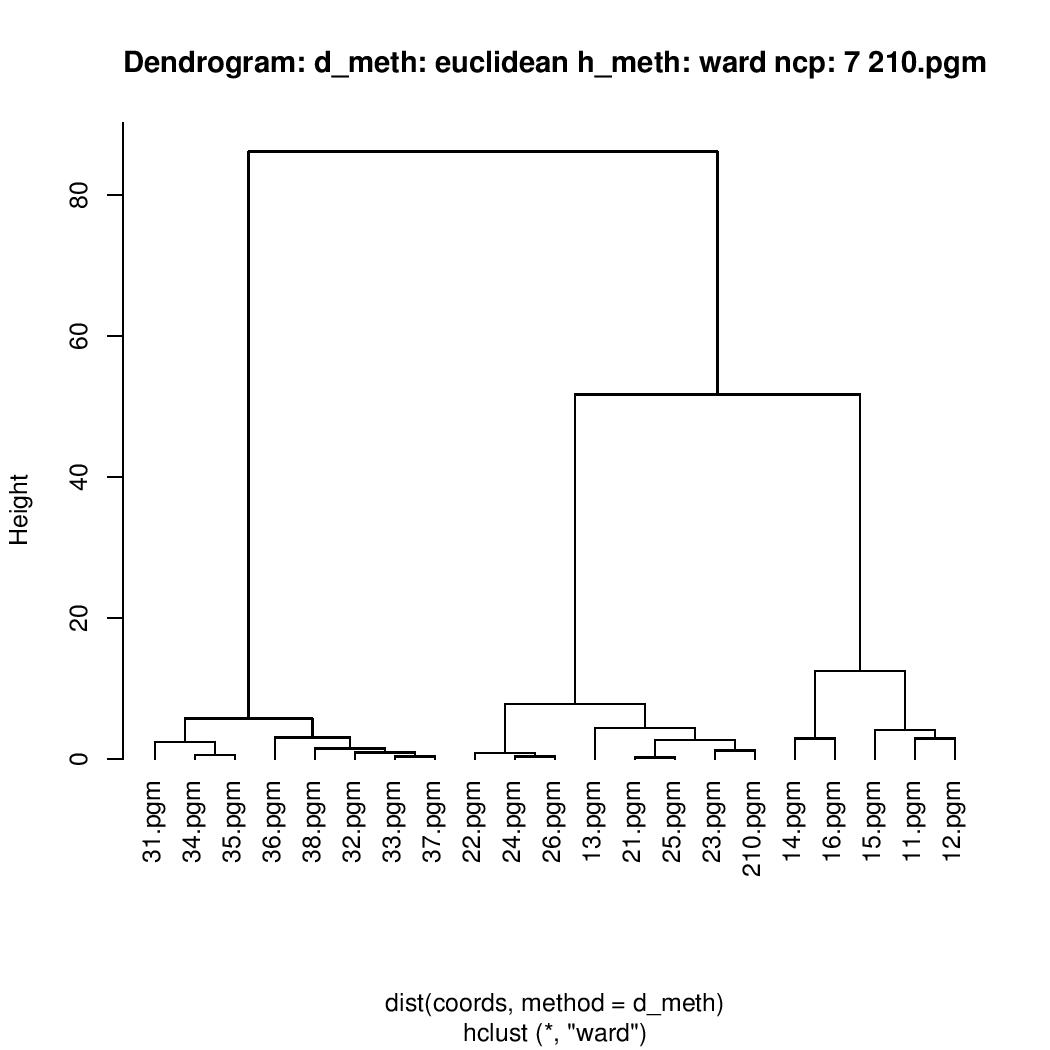 Dendrogram: d_meth: euclidean h_meth: ward ncp: 7 210.pgm
Height
80
60
40
20
0
31.pgm
34.pgm
35.pgm
36.pgm
38.pgm
32.pgm
33.pgm
37.pgm
22.pgm
24.pgm
26.pgm
13.pgm
21.pgm
25.pgm
23.pgm
210.pgm
14.pgm
16.pgm
15.pgm
11.pgm
12.pgm
dist(coords, method = d_meth)
hclust (*, "ward")